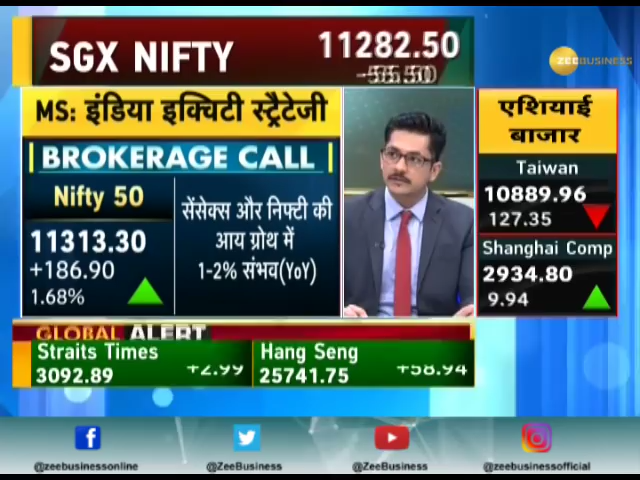 SGX NIFTY
11282.50
ZEE BUSINESS
MS: इंडिया इक्विटी स्ट्रैटेजी
BROKERAGE CALL
Nifty 50
11313.30
+186.90
1.68%
सेंसेक्स और निफ्टी की
आय ग्रोथ में
1-2% संभव(YoY)
एशियाई
बाजार
Taiwan
10889.96
127.35
Shanghai Comp
2934.80
9.94
GLOBAL ALERT
Straits Times
3092.89
+2.99
Hang Seng
25741.75
+58.94
@zeebusinessonline
@ZeeBusiness
@ZeeBusiness
@zeebusinessofficial